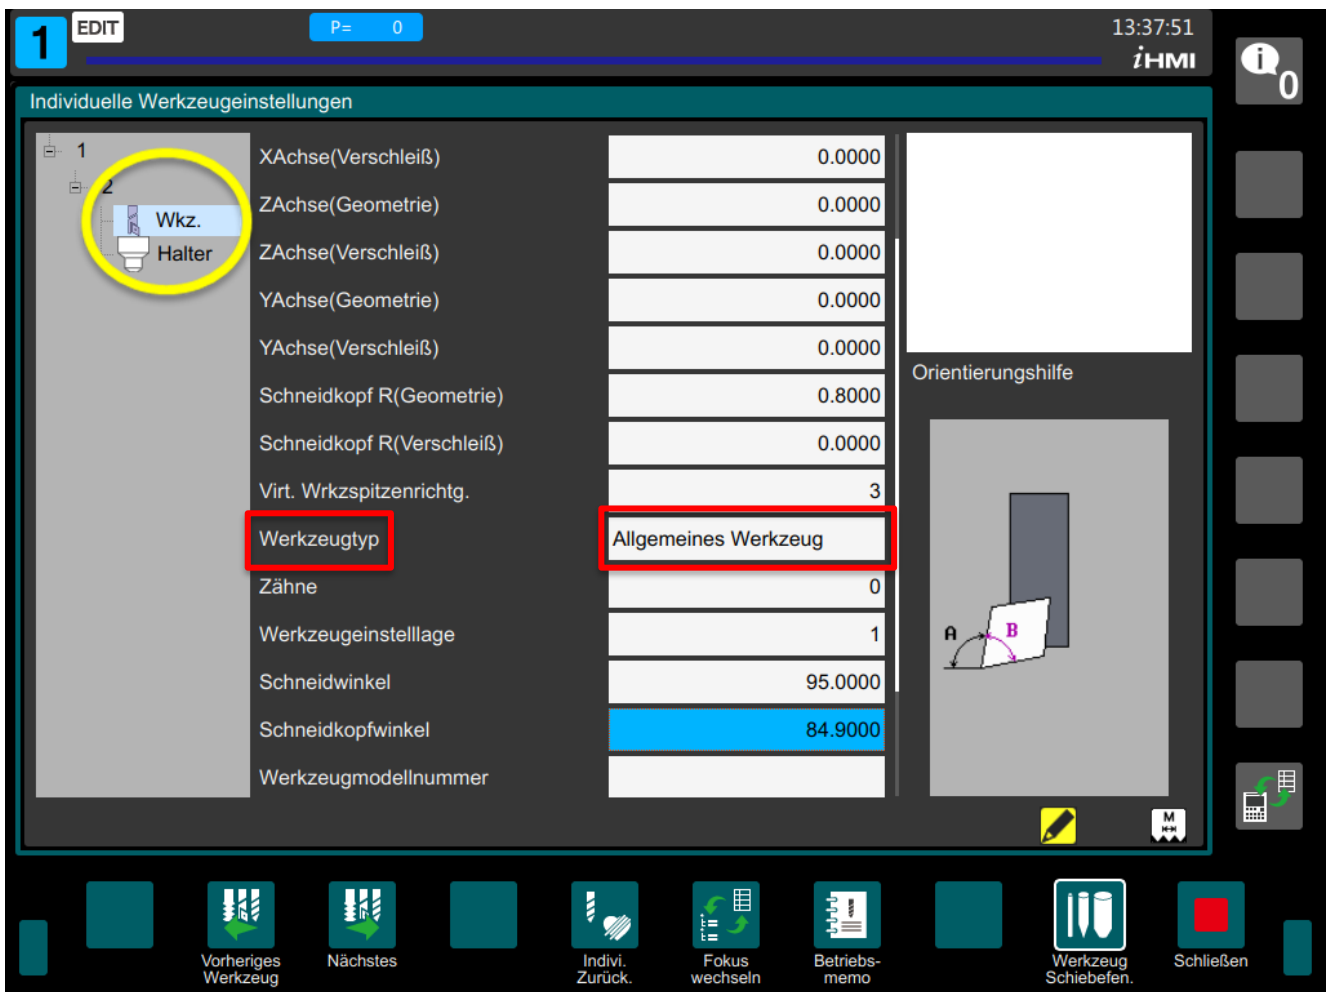 1
EDIT
P= 0
13:37:51
iHMI
i
0
Individuelle Werkzeugeinstellungen
1
2
Wkz.
Halter
XAchse(Verschleiß) 0.0000
ZAchse(Geometrie) 0.0000
ZAchse(Verschleiß) 0.0000
YAchse(Geometrie) 0.0000
YAchse(Verschleiß) 0.0000
Schneidkopf R(Geometrie) 0.8000
Schneidkopf R(Verschleiß) 0.0000
Virt. Wrkzspitzenrichtg. 3
Werkzeugtyp Allgemeines Werkzeug
Zähne 0
Werkzeugeinstelllage 1
Schneidwinkel 95.0000
Schneidkopfwinkel 84.9000
Werkzeugmodellnummer
Orientierungshilfe
A
B
M
Vorheriges
Werkzeug
Nächstes
Indivi.
Zurück.
Fokus
wechseln
Betriebs-
memo
Werkzeug
Schiebefen.
Schließen